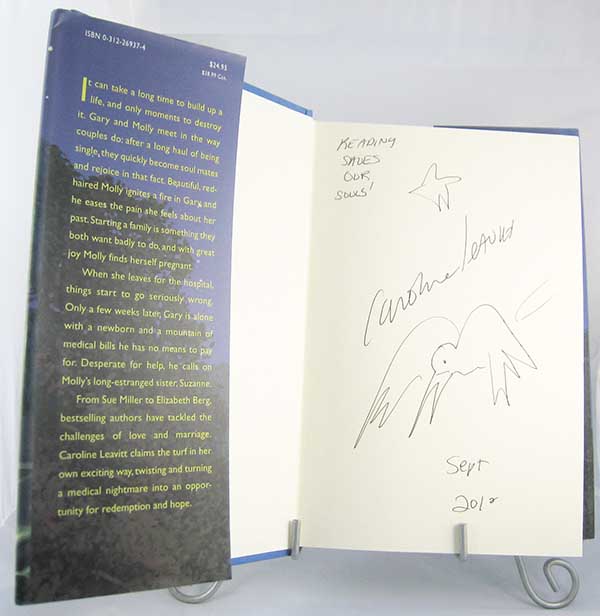 ISBN 0-312-26937-4
$24.95
$38.99 Can.
It can take a long time to build up a
life, and only moments to destroy
it. Gary and Molly meet in the way
couples do: after a long haul of being
single, they quickly become soul mates
and rejoice in that fact. Beautiful, red-
haired Molly ignites a fire in Gary, and
he eases the pain she feels about her
past. Starting a family is something they
both want badly to do, and with great
joy Molly finds herself pregnant.
When she leaves for the hospital,
things start to go seriously wrong.
Only a few weeks later, Gary is alone
with a newborn and a mountain of
medical bills he has no means to pay
for. Desperate for help, he calls on
Molly's long-estranged sister, Suzanne.
From Sue Miller to Elizabeth Berg,
bestselling authors have tackled the
challenges of love and marriage.
Caroline Leavitt claims the turf in her
own exciting way, twisting and turning
a medical nightmare into an oppor-
tunity for redemption and hope.
READING
SAVES
OUR
SOULS!
Caroline Leavitt
Sept
2012